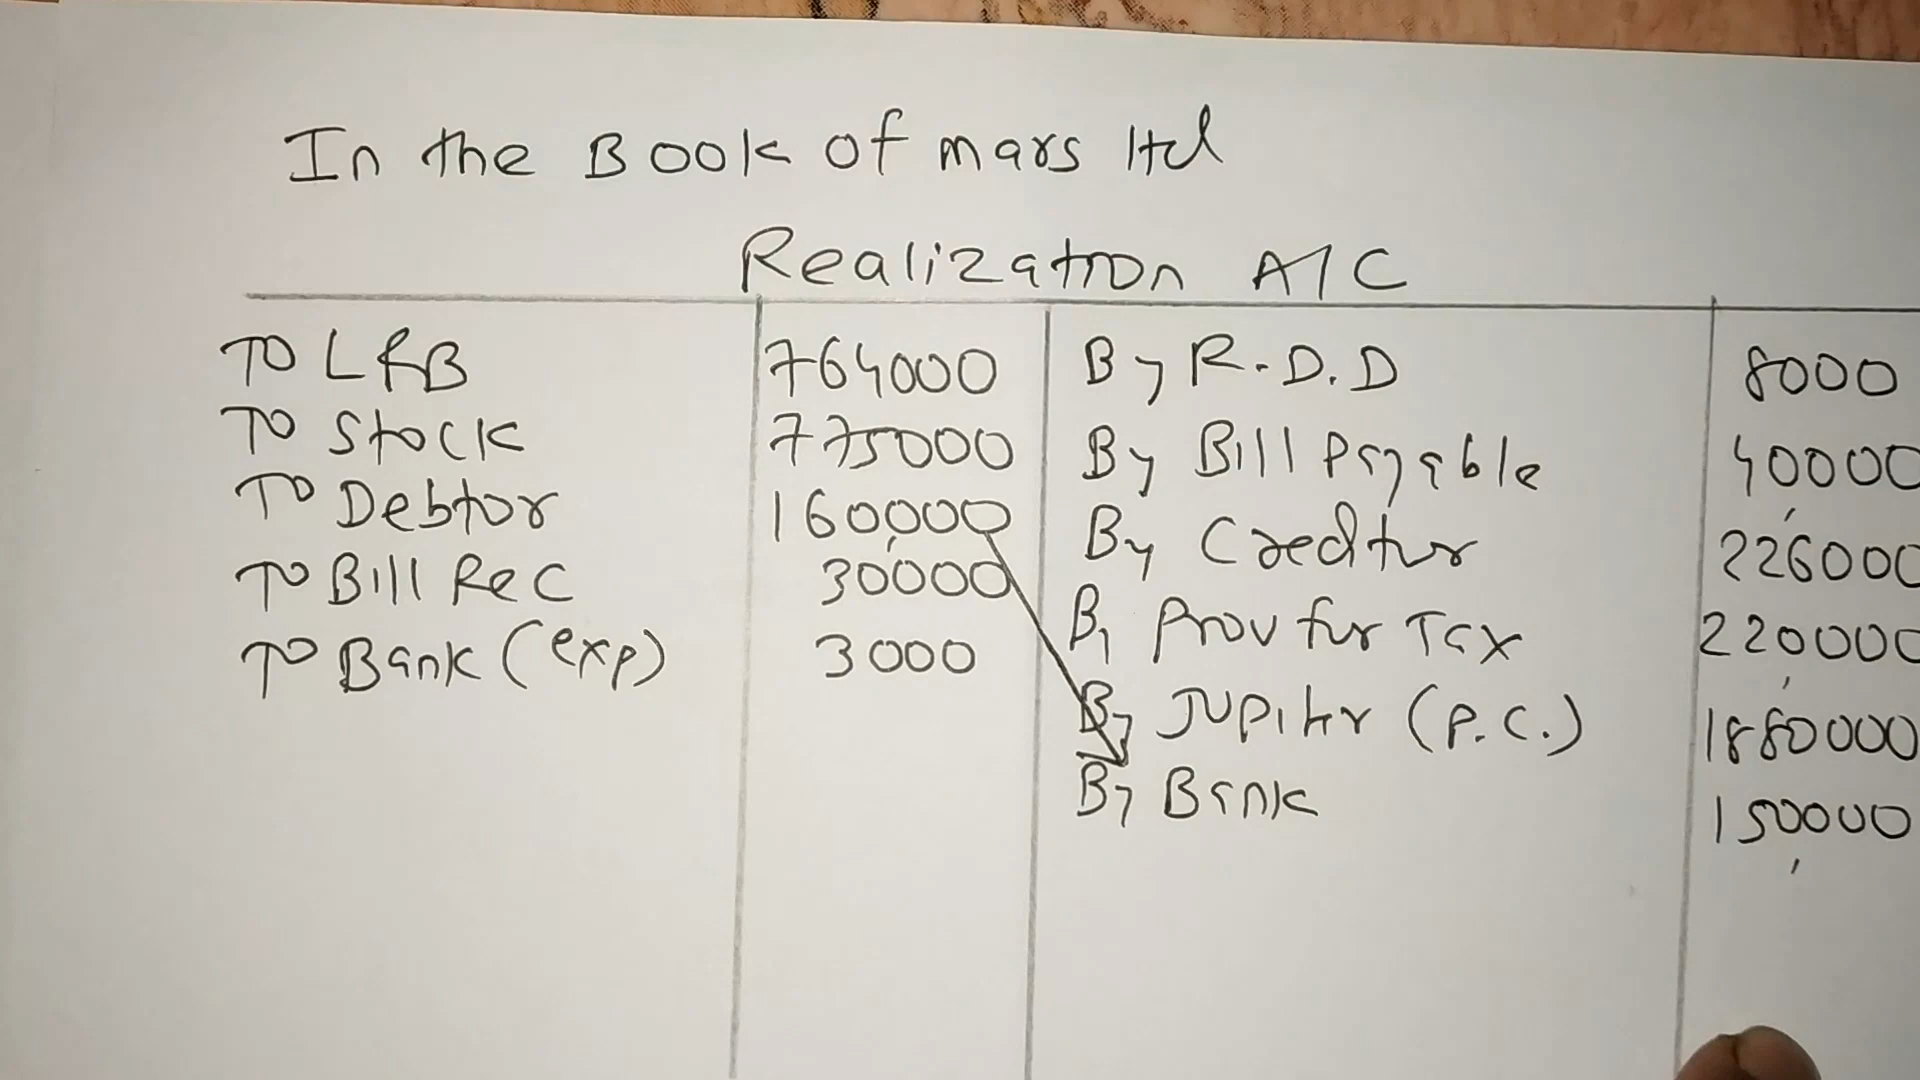 In the Book of mars ltd
Realization A/C
To L&B 764000 By R.D.D 8000
To Stock 775000 By Bill Payable 40000
To Debtor 160000 By Creditor 226000
To Bill Rec 30000 By Prov for Tax 220000
To Bank (exp) 3000 By Jupiter (P.C.) 1880000
By Bank 150000